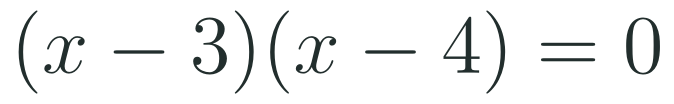 (x − 3)(x − 4) = 0